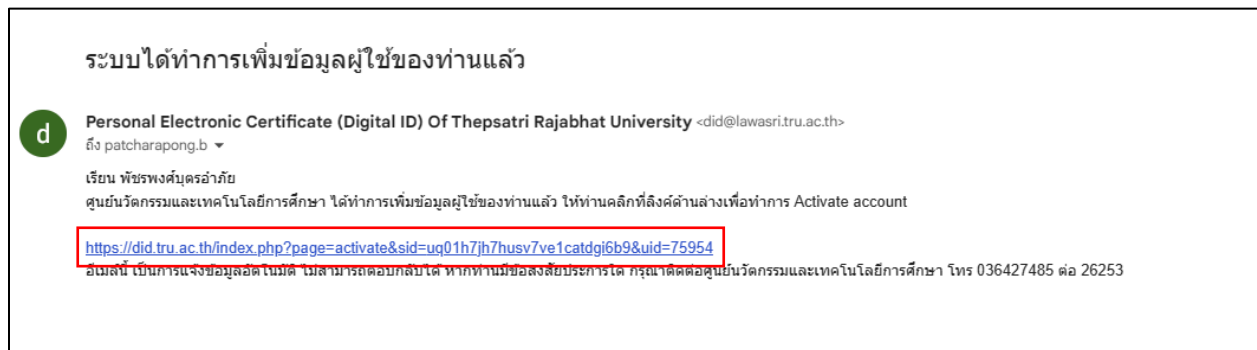 ระบบได้ทำการเพิ่มข้อมูลผู้ใช้ของท่านแล้ว
d
Personal Electronic Certificate (Digital ID) Of Thepsatri Rajabhat University <did@lawasri.tru.ac.th>
ถึง patcharapong.b
เรียน พัชรพงศ์บุตรอำภัย
ศูนย์นวัตกรรมและเทคโนโลยีการศึกษา ได้ทำการเพิ่มข้อมูลผู้ใช้ของท่านแล้ว ให้ท่านคลิกที่ลิงค์ด้านล่างเพื่อทำการ Activate account
https://did.tru.ac.th/index.php?page=activate&sid=uq01h7jh7husv7ve1catdgi6b9&uid=75954
อีเมล์นี้ เป็นการแจ้งข้อมูลอัตโนมัติ ไม่สามารถตอบกลับได้ หากท่านมีข้อสงสัยประการใด กรุณาติดต่อศูนย์นวัตกรรมและเทคโนโลยีการศึกษา โทร 036427485 ต่อ 26253